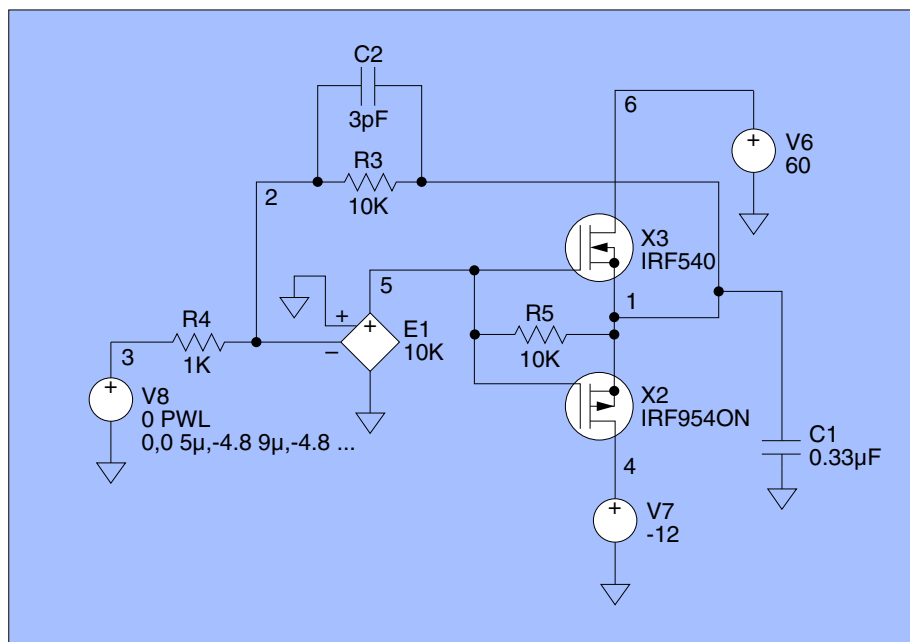 C2
3pF
6
V6
60
R3
2
10K
X3
IRF540
5
1
+
+
E1
10K
R5
10K
R4
3
1K
–
V8
0 PWL
0,0 5µ,-4.8 9µ,-4.8 ...
+
X2
IRF954ON
C1
0.33µF
4
V7
-12
+
+